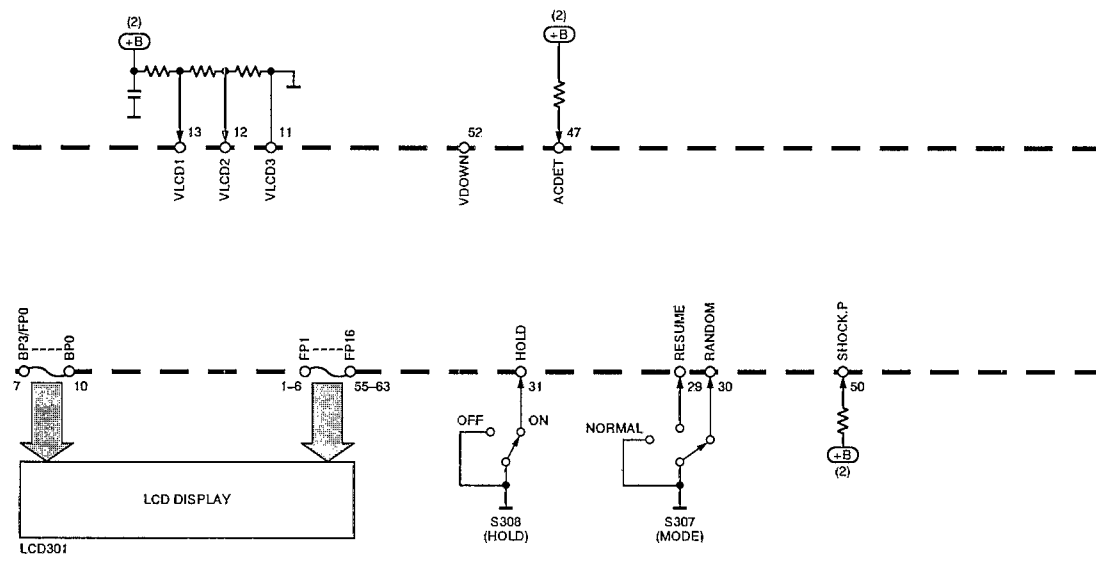 (2)
+B
(2)
+B
13
12
11
52
47
VLCD1
VLCD2
VLCD3
VDOWN
ACDET
BP3/FP0
BP0
FP1
FP16
HOLD
RESUME
RANDOM
SHOCK.P
7
10
1–6
55–63
31
29
30
50
OFF
ON
NORMAL
+B
(2)
LCD DISPLAY
LCD301
S308
(HOLD)
S307
(MODE)